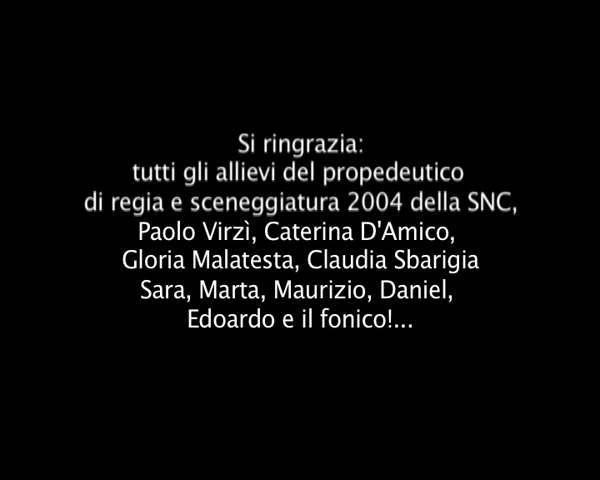 Si ringrazia:
tutti gli allievi del propedeutico
di regia e sceneggiatura 2004 della SNC,
Paolo Virzì, Caterina D'Amico,
Gloria Malatesta, Claudia Sbarigia
Sara, Marta, Maurizio, Daniel,
Edoardo e il fonico!...